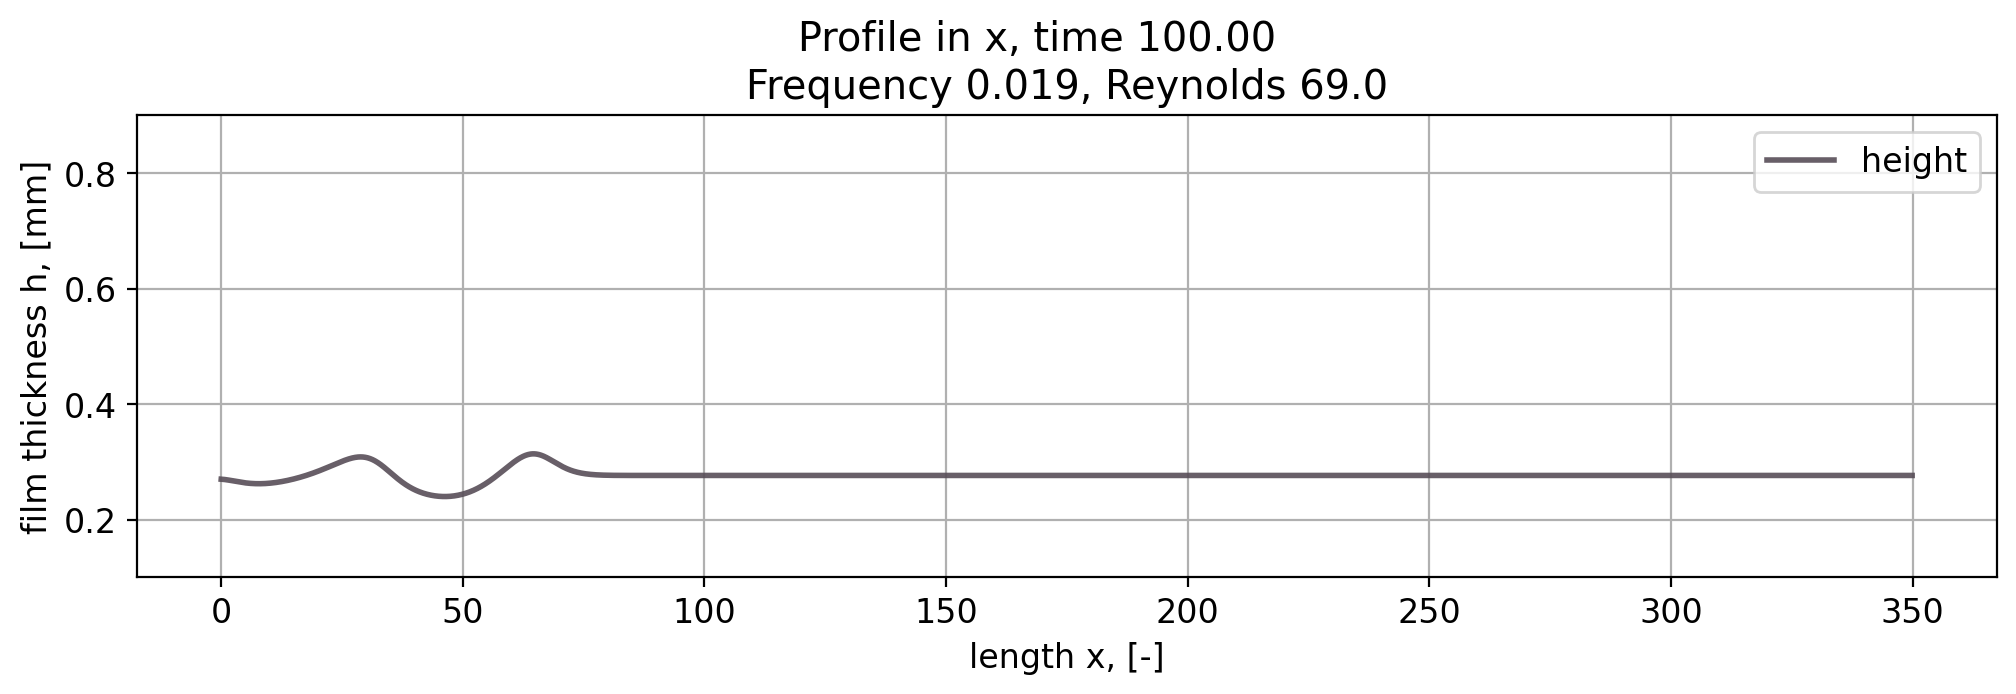 Profile in x, time 100.00
Frequency 0.019, Reynolds 69.0
height
film thickness h, [mm]
0.8
0.6
0.4
0.2
0 50 100 150 200 250 300 350
length x, [-]